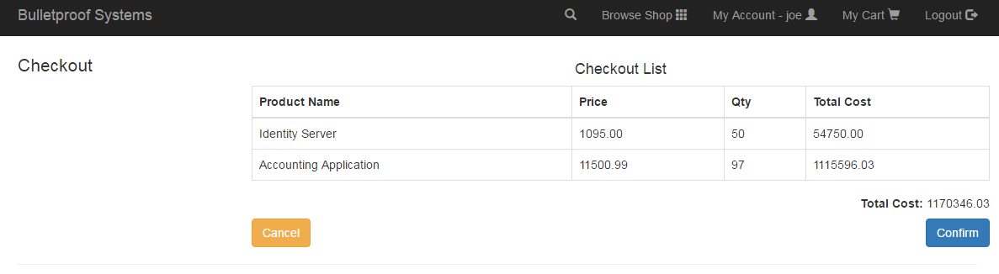 Bulletproof Systems Browse Shop My Account - joe My Cart Logout
Checkout
Checkout List
Product Name Price Qty Total Cost
Identity Server 1095.00 50 54750.00
Accounting Application 11500.99 97 1115596.03
Total Cost: 1170346.03
Cancel Confirm